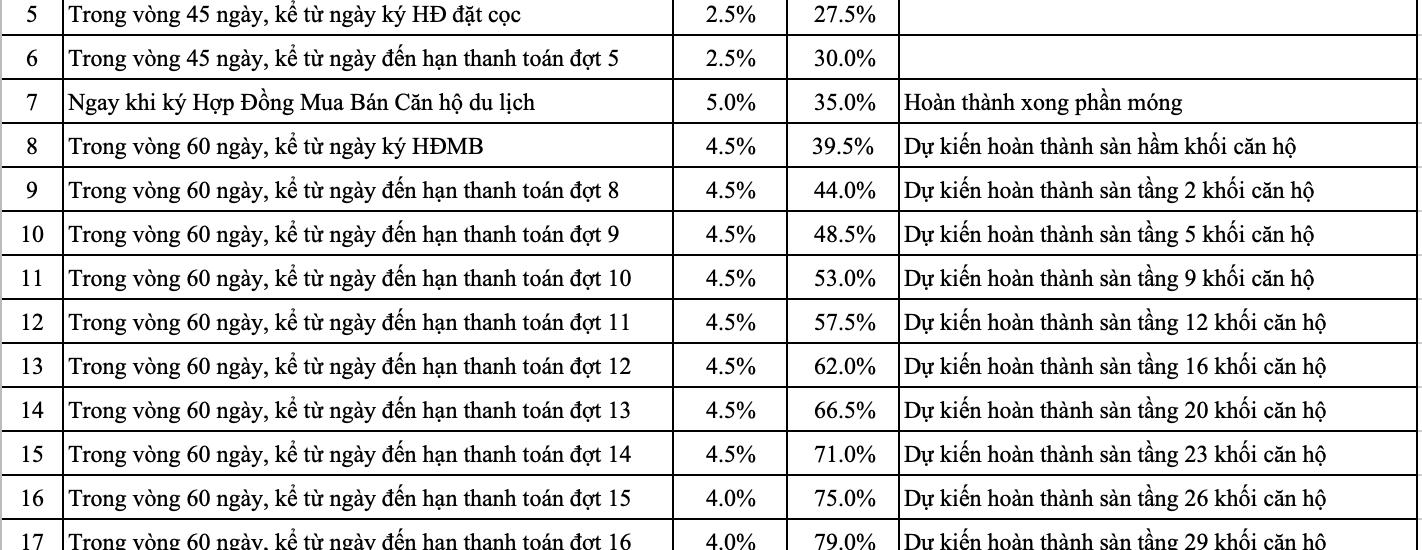 5 Trong vòng 45 ngày, kể từ ngày ký HĐ đặt cọc 2.5% 27.5%
6 Trong vòng 45 ngày, kể từ ngày đến hạn thanh toán đợt 5 2.5% 30.0%
7 Ngay khi ký Hợp Đồng Mua Bán Căn hộ du lịch 5.0% 35.0% Hoàn thành xong phần móng
8 Trong vòng 60 ngày, kể từ ngày ký HĐMB 4.5% 39.5% Dự kiến hoàn thành sàn hầm khối căn hộ
9 Trong vòng 60 ngày, kể từ ngày đến hạn thanh toán đợt 8 4.5% 44.0% Dự kiến hoàn thành sàn tầng 2 khối căn hộ
10 Trong vòng 60 ngày, kể từ ngày đến hạn thanh toán đợt 9 4.5% 48.5% Dự kiến hoàn thành sàn tầng 5 khối căn hộ
11 Trong vòng 60 ngày, kể từ ngày đến hạn thanh toán đợt 10 4.5% 53.0% Dự kiến hoàn thành sàn tầng 9 khối căn hộ
12 Trong vòng 60 ngày, kể từ ngày đến hạn thanh toán đợt 11 4.5% 57.5% Dự kiến hoàn thành sàn tầng 12 khối căn hộ
13 Trong vòng 60 ngày, kể từ ngày đến hạn thanh toán đợt 12 4.5% 62.0% Dự kiến hoàn thành sàn tầng 16 khối căn hộ
14 Trong vòng 60 ngày, kể từ ngày đến hạn thanh toán đợt 13 4.5% 66.5% Dự kiến hoàn thành sàn tầng 20 khối căn hộ
15 Trong vòng 60 ngày, kể từ ngày đến hạn thanh toán đợt 14 4.5% 71.0% Dự kiến hoàn thành sàn tầng 23 khối căn hộ
16 Trong vòng 60 ngày, kể từ ngày đến hạn thanh toán đợt 15 4.0% 75.0% Dự kiến hoàn thành sàn tầng 26 khối căn hộ
17 Trong vòng 60 ngày, kể từ ngày đến hạn thanh toán đợt 16 4.0% 79.0% Dự kiến hoàn thành sàn tầng 29 khối căn hộ